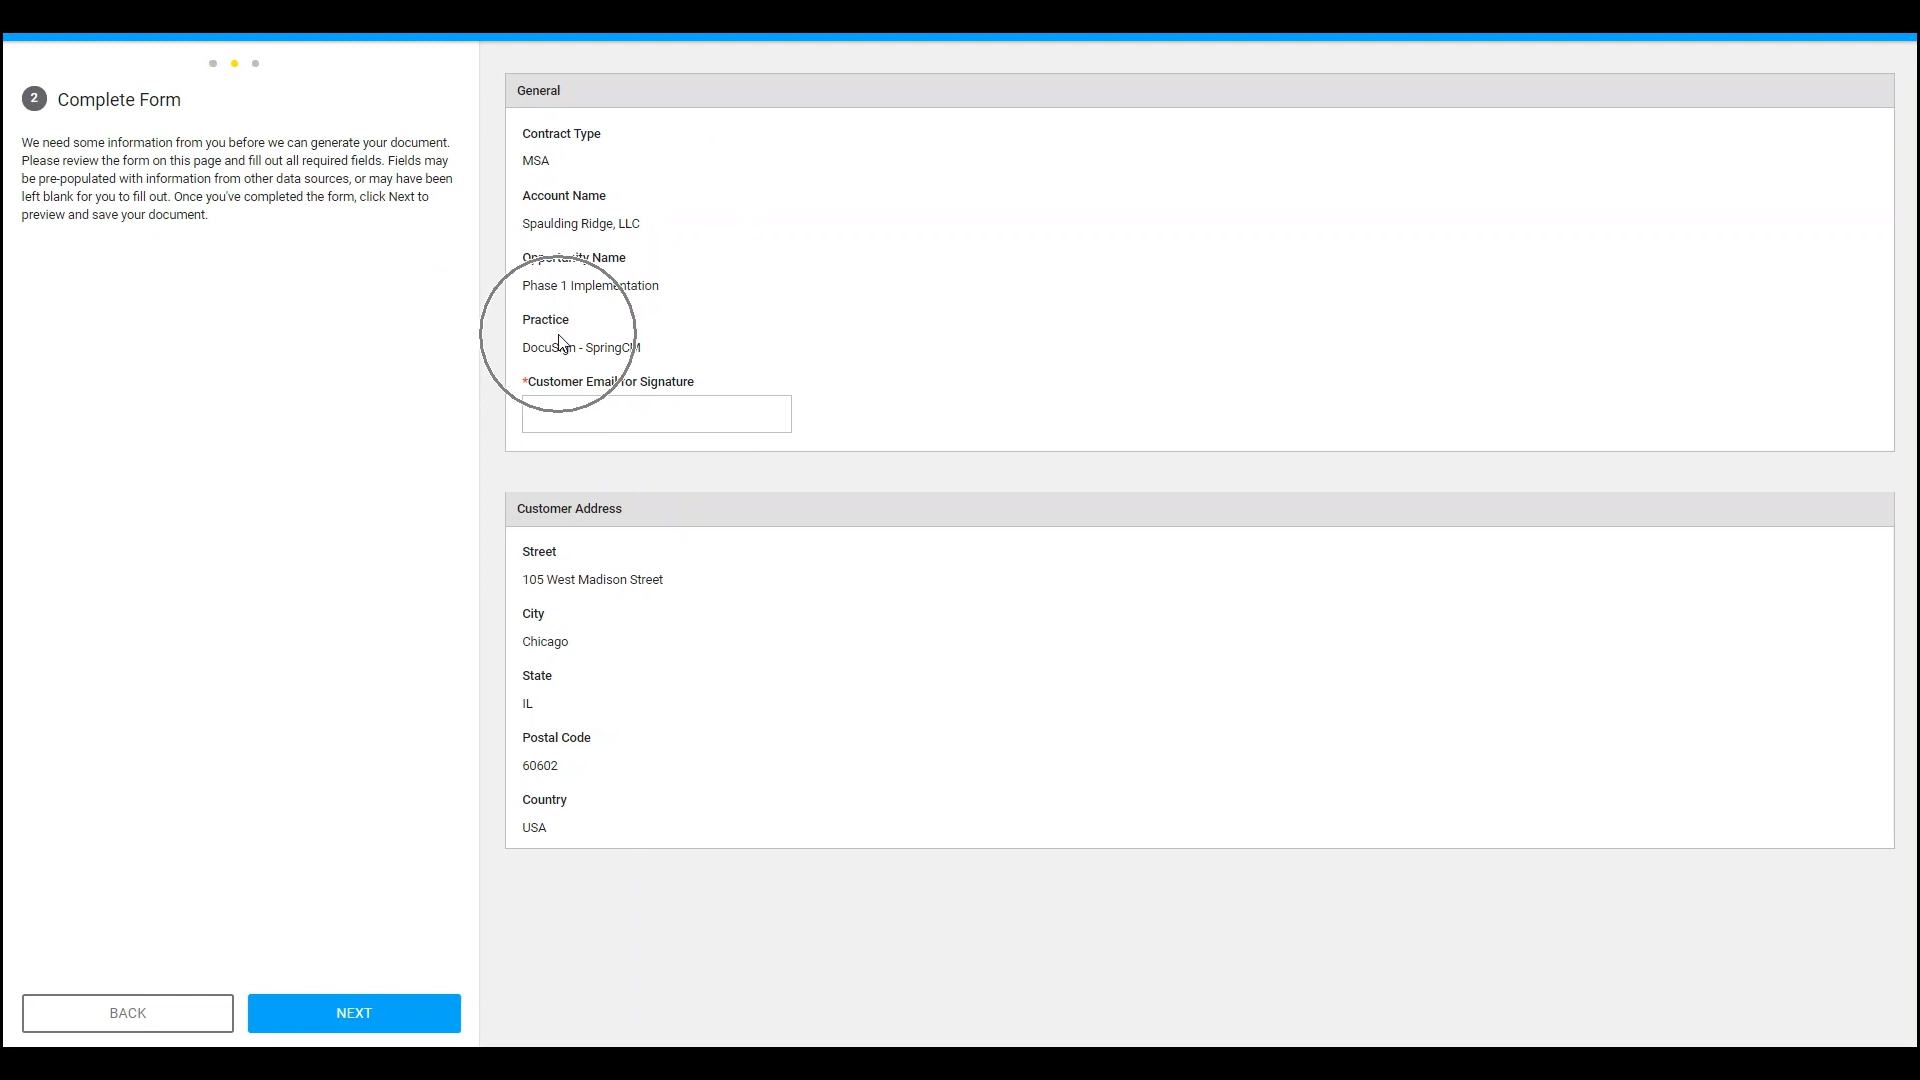 2
Complete Form
We need some information from you before we can generate your document.
Please review the form on this page and fill out all required fields. Fields may
be pre-populated with information from other data sources, or may have been
left blank for you to fill out. Once you've completed the form, click Next to
preview and save your document.
BACK
NEXT
General
Contract Type
MSA
Account Name
Spaulding Ridge, LLC
Opportunity Name
Phase 1 Implementation
Practice
DocuSign - SpringCM
*Customer Email for Signature
Customer Address
Street
105 West Madison Street
City
Chicago
State
IL
Postal Code
60602
Country
USA